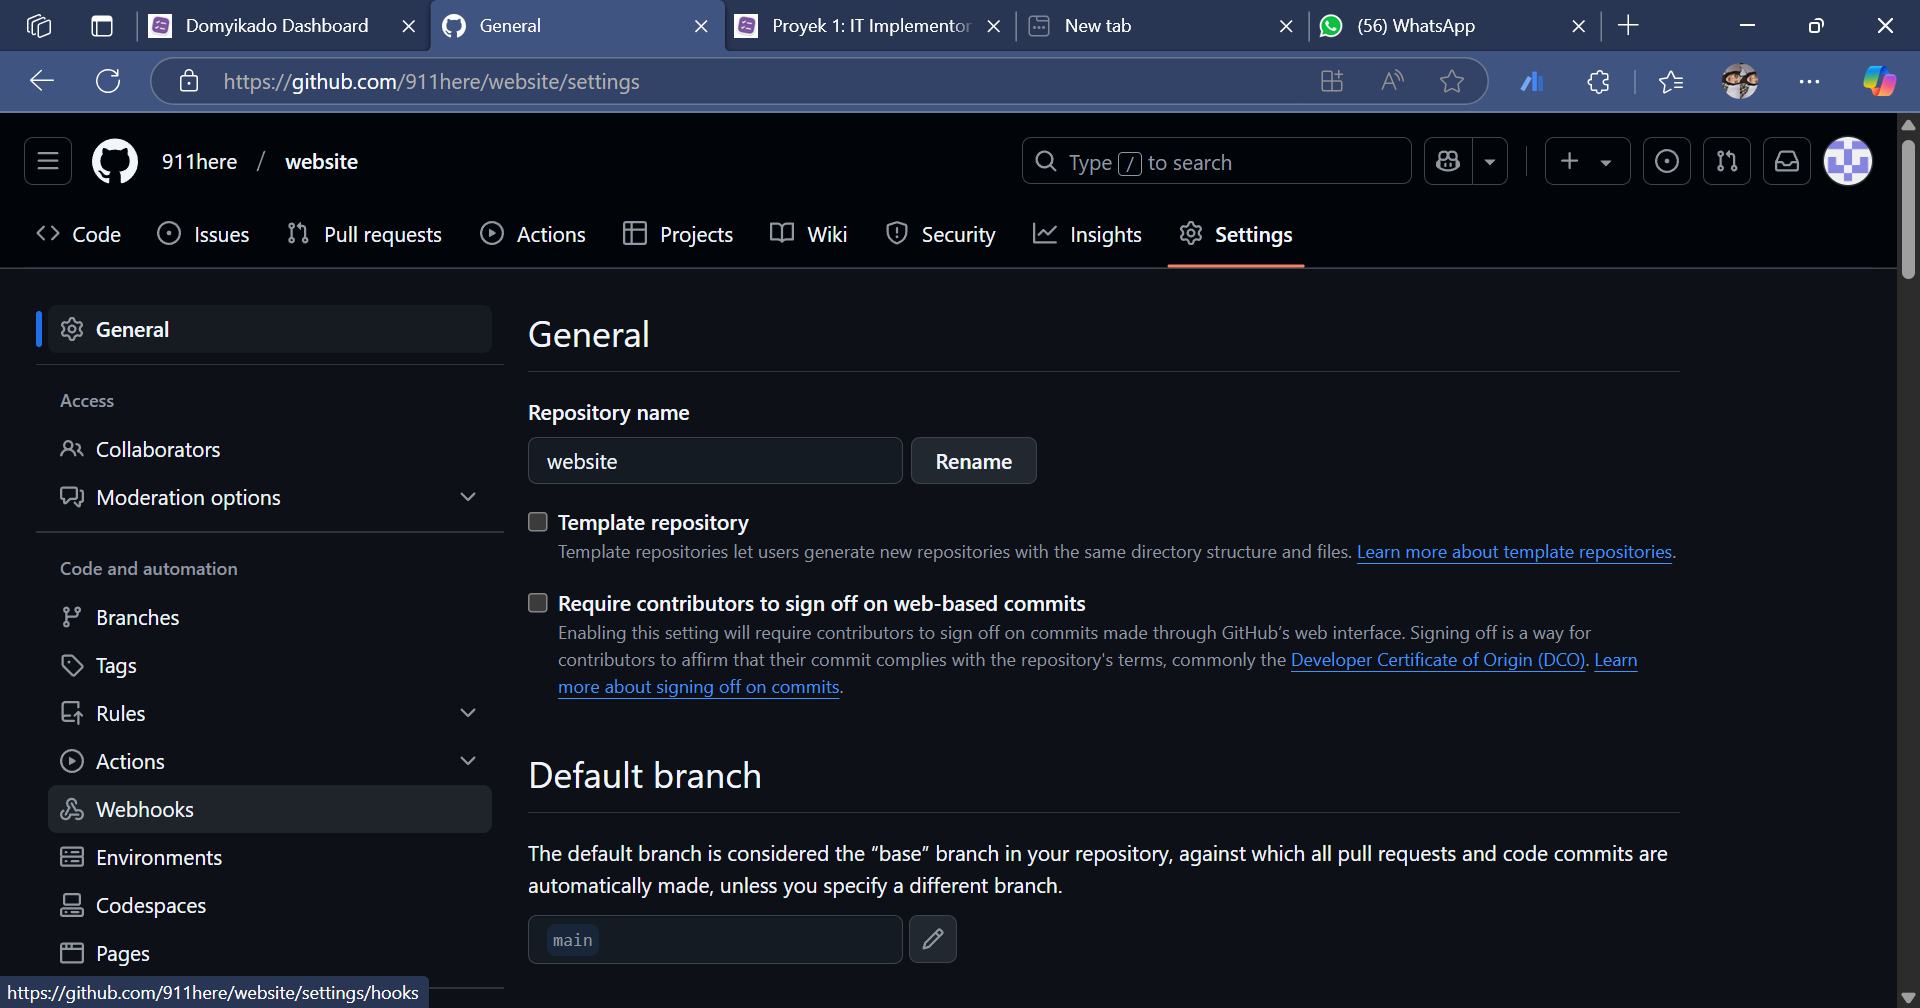 Domyikado Dashboard
General
Proyek 1: IT Implementor
New tab
(56) WhatsApp
https://github.com/911here/website/settings
911here / website
Type / to search
Code
Issues
Pull requests
Actions
Projects
Wiki
Security
Insights
Settings
General
Access
Collaborators
Moderation options
Code and automation
Branches
Tags
Rules
Actions
Webhooks
Environments
Codespaces
Pages
https://github.com/911here/website/settings/hooks
General
Repository name
website
Rename
Template repository
Template repositories let users generate new repositories with the same directory structure and files. Learn more about template repositories.
Require contributors to sign off on web-based commits
Enabling this setting will require contributors to sign off on commits made through GitHub’s web interface. Signing off is a way for
contributors to affirm that their commit complies with the repository's terms, commonly the Developer Certificate of Origin (DCO). Learn
more about signing off on commits.
Default branch
The default branch is considered the “base” branch in your repository, against which all pull requests and code commits are
automatically made, unless you specify a different branch.
main